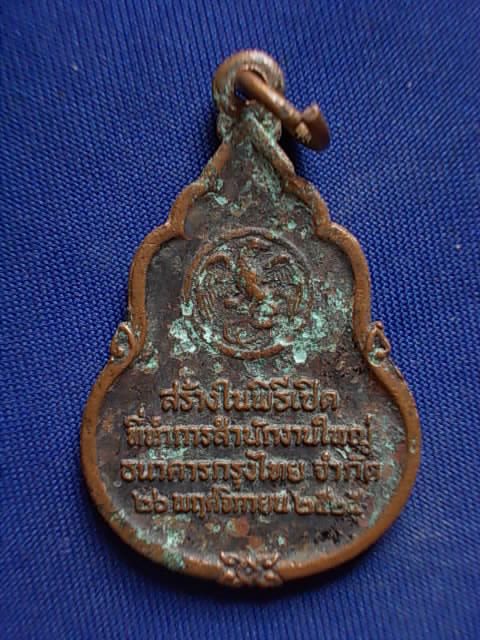 สร้างในพิธีเปิด
ที่ทำการสำนักงานใหญ่
ธนาคารกรุงไทย จำกัด
๒๖ พฤศจิกายน ๒๕๒๕